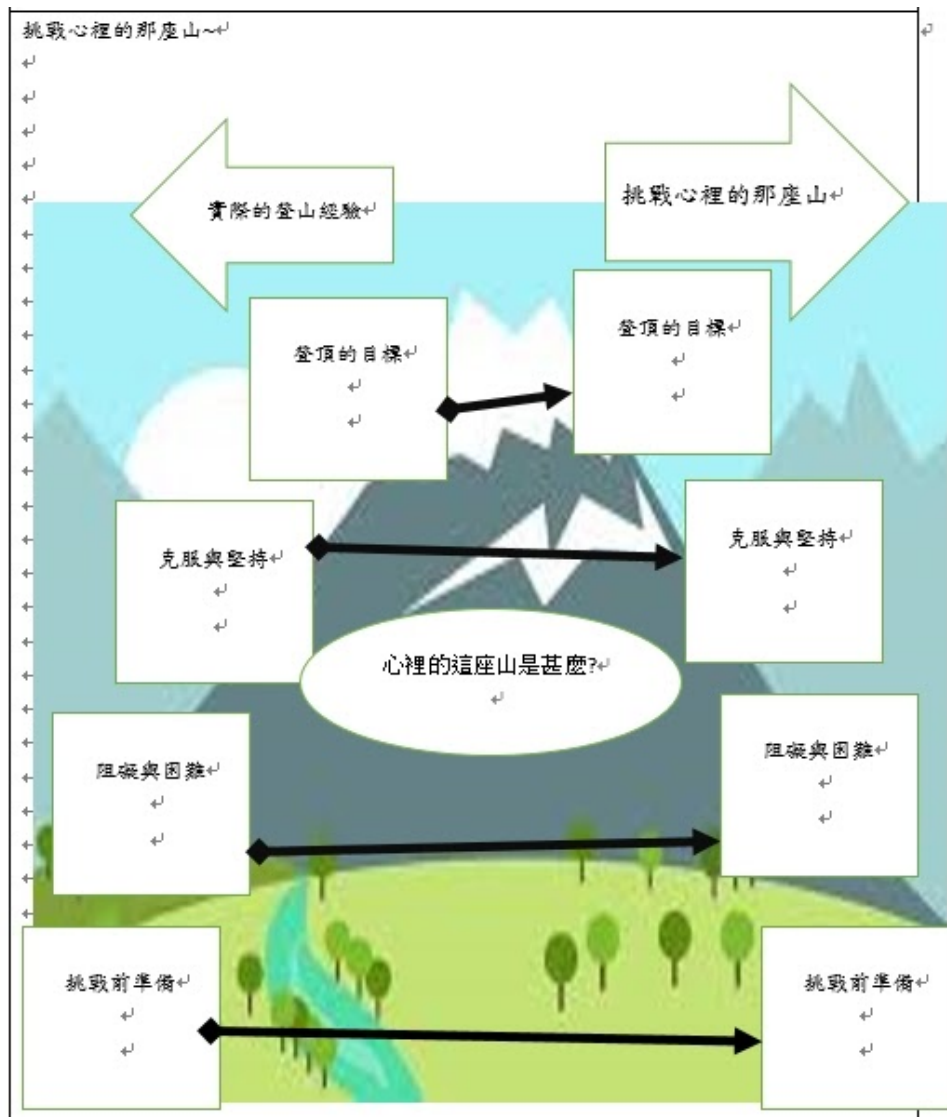 挑戰心裡的那座山~
實際的登山經驗
挑戰心裡的那座山
登頂的目標
登頂的目標
克服與堅持
克服與堅持
心裡的這座山是甚麼?
阻礙與困難
阻礙與困難
挑戰前準備
挑戰前準備